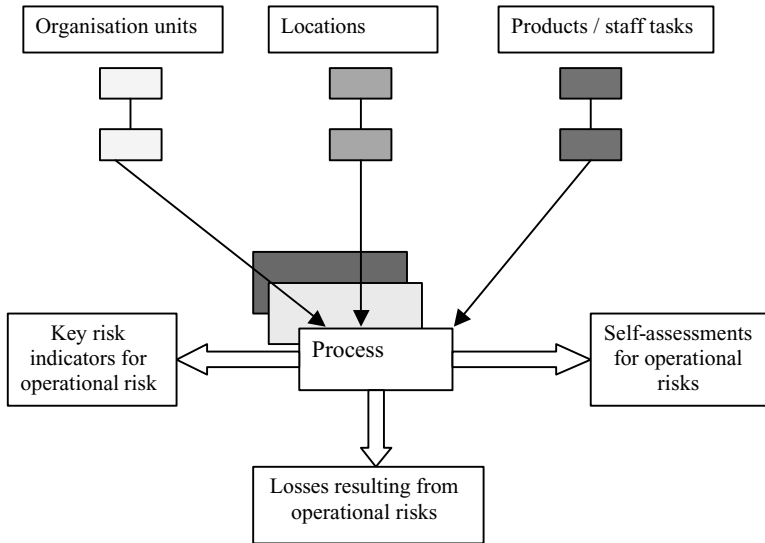 Organisation units
Locations
Products / staff tasks
Key risk
indicators for
operational risk
Process
Self-assessments
for operational
risks
Losses resulting from
operational risks